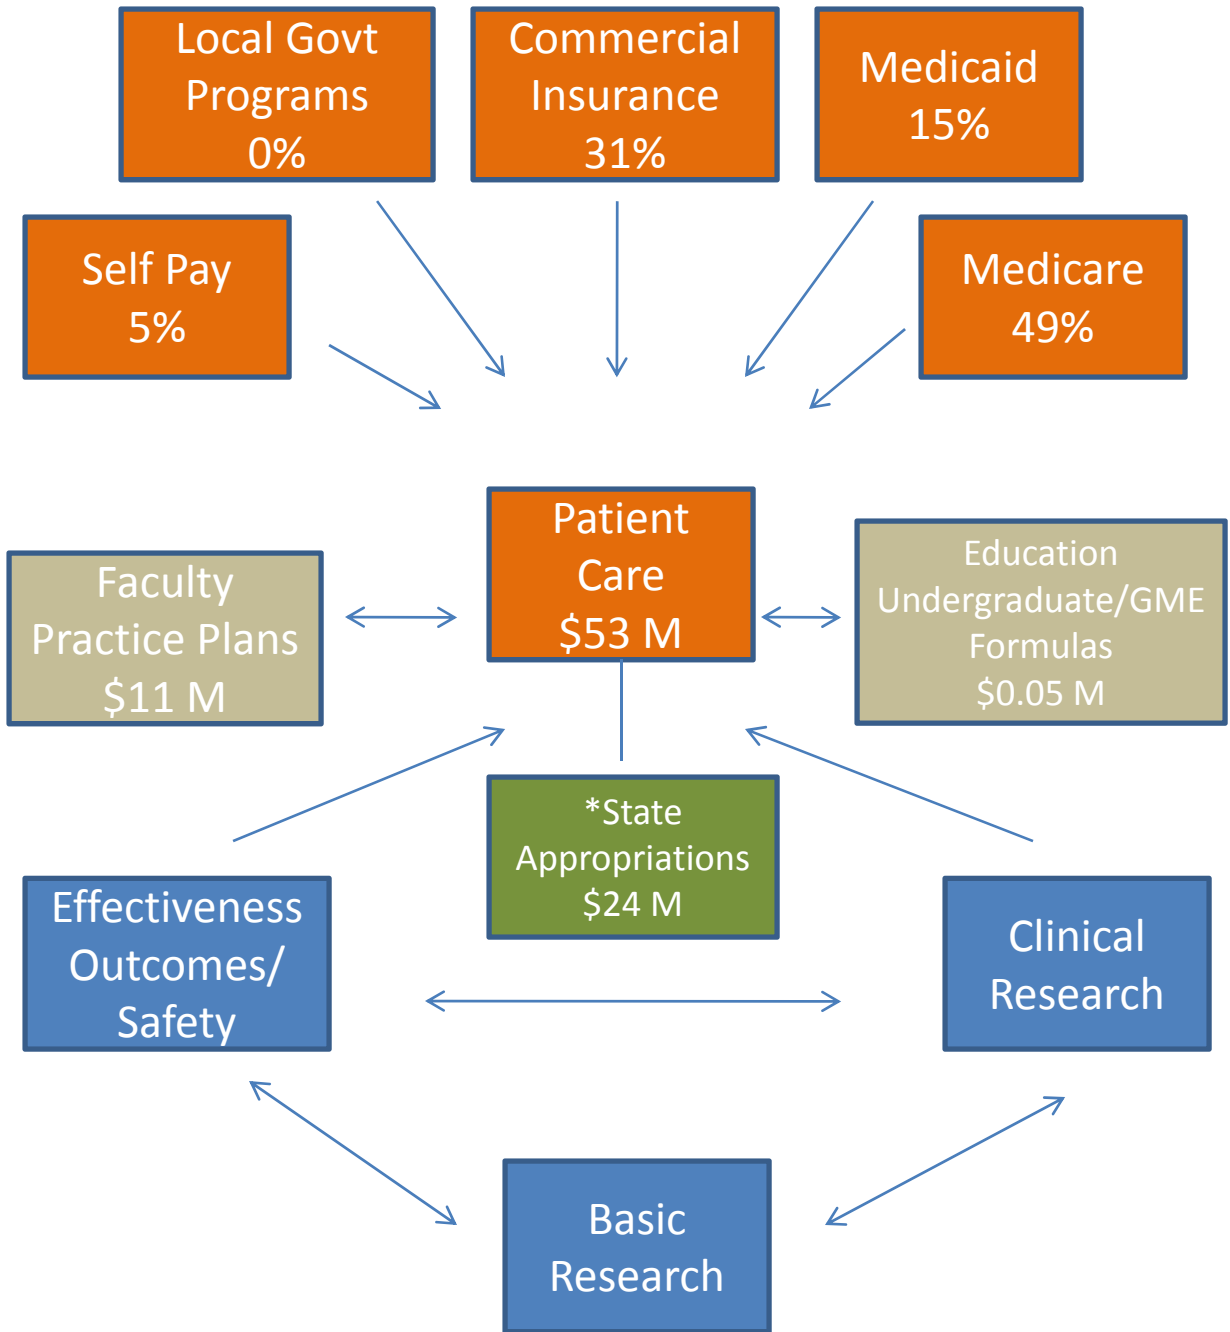 Local Govt
Programs
0%
Commercial
Insurance
31%
Medicaid
15%
Self Pay
5%
Medicare
49%
Patient
Care
$53 M
Faculty
Practice Plans
$11 M
Education
Undergraduate/GME
Formulas
$0.05 M
*State
Appropriations
$24 M
Effectiveness
Outcomes/
Safety
Clinical
Research
Basic
Research